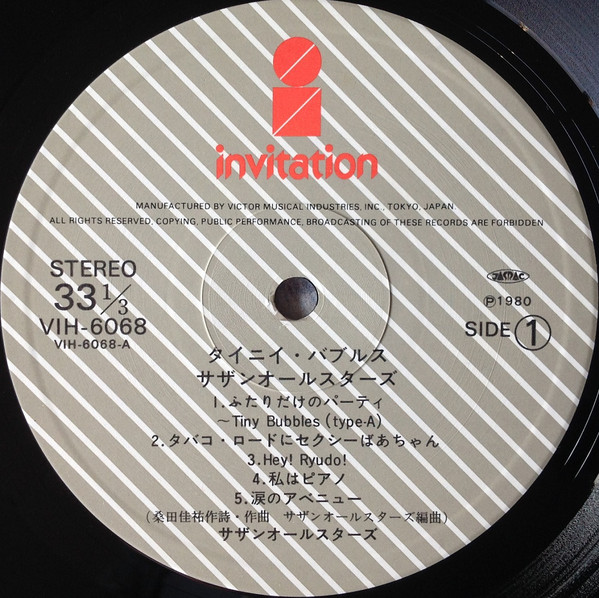 invitation
MANUFACTURED BY VICTOR MUSICAL INDUSTRIES, INC., TOKYO, JAPAN.
ALL RIGHTS RESERVED, COPYING, PUBLIC PERFORMANCE, BROADCASTING OF THESE RECORDS ARE FORBIDDEN
STEREO
33 1/3
VIH-6068
VIH-6068-A
JASRAC
Ⓟ1980
SIDE ①
タイニイ・バブルス
サザンオールスターズ
1.ふたりだけのパーティ
～Tiny Bubbles (type-A)
2.タバコ・ロードにセクシーばあちゃん
3.Hey! Ryudo!
4.私はピアノ
5.涙のアベニュー
(桑田佳祐作詩・作曲 サザンオールスターズ編曲)
サザンオールスターズ